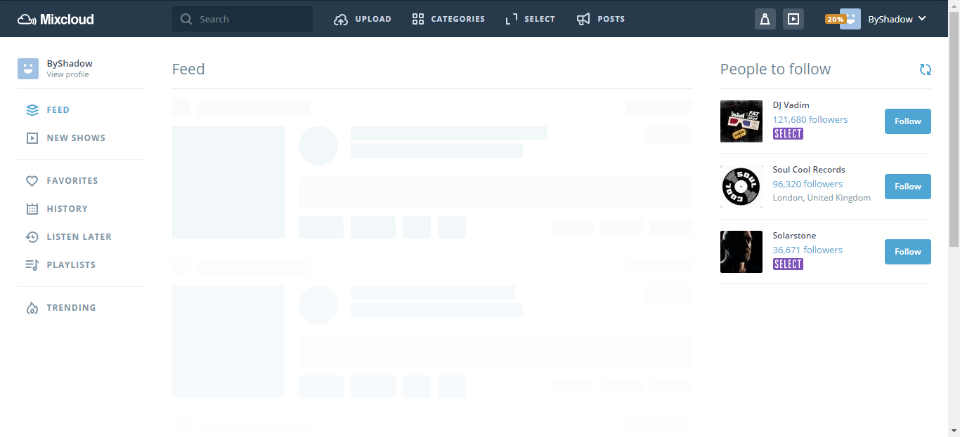 Mixcloud
Search
UPLOAD
CATEGORIES
SELECT
POSTS
20%
ByShadow
ByShadow
View profile
FEED
NEW SHOWS
FAVORITES
HISTORY
LISTEN LATER
PLAYLISTS
TRENDING
Feed
People to follow
DJ Vadim
121,680 followers
SELECT
Follow
Soul Cool Records
96,320 followers
London, United Kingdom
Follow
SOUL COOL
Solarstone
36,671 followers
SELECT
Follow